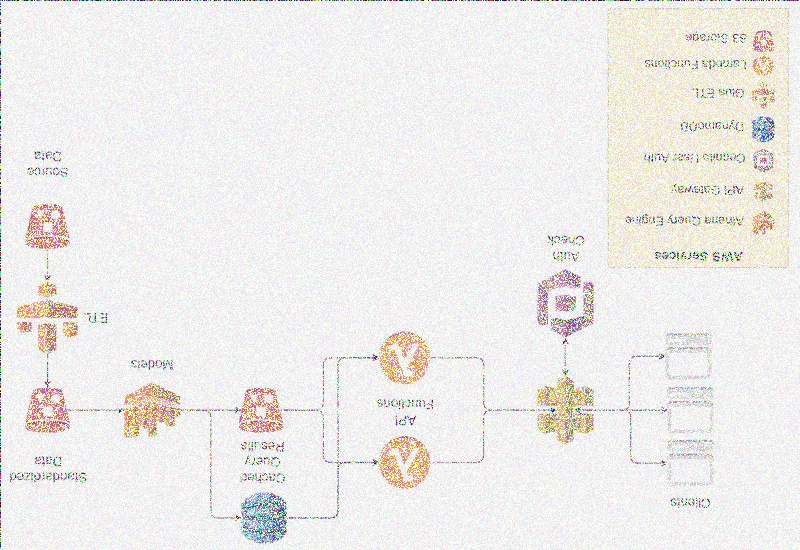 Clients
Cached
Query
Results
Standardized
Data
API
Functions
Models
ETL
Auth
Check
AWS Services
Athena Query Engine
API Gateway
Cognito User Auth
DynamoDB
Glue ETL
Lambda Functions
S3 Storage
Source
Data